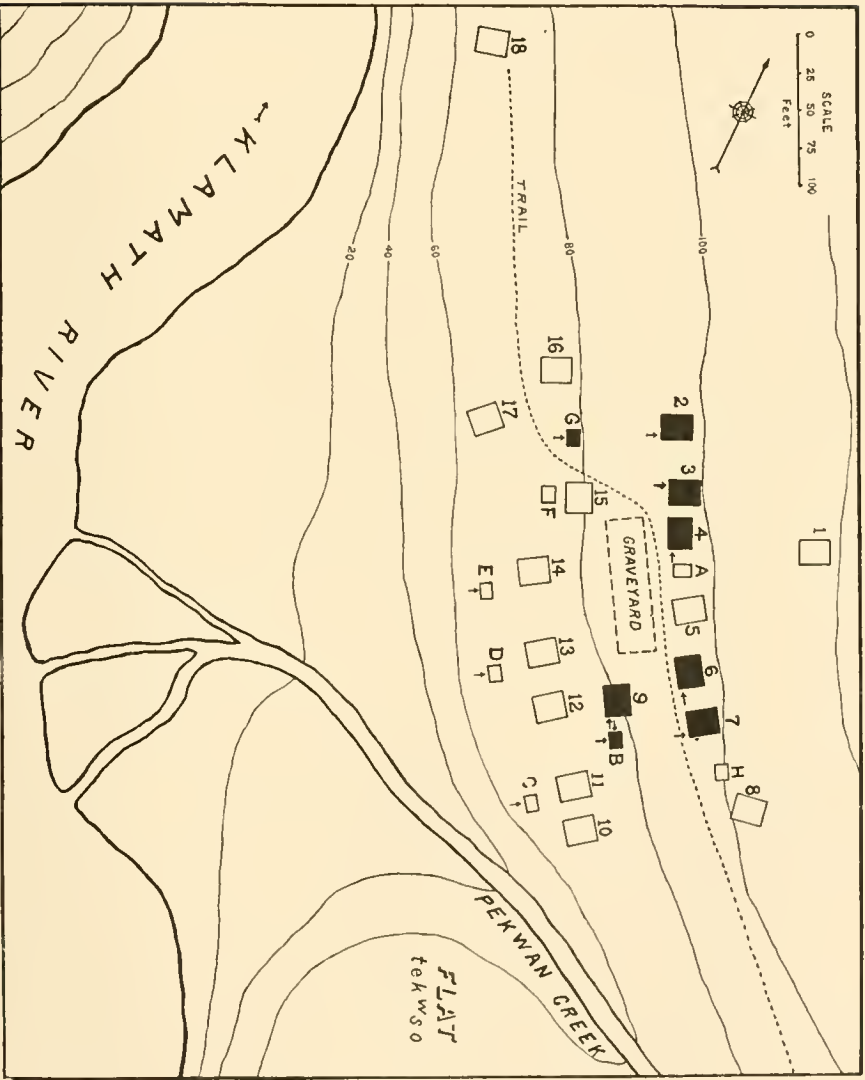 SCALE
0 25 50 75 100
Feet
KLAMATH RIVER
TRAIL
GRAVEYARD
PEKWAN CREEK
FLAT
tekwso
20
40
60
80
100
1
2
3
4
A
5
6
7
H
8
9
B
10
11
C
12
13
D
14
E
15
F
G
16
17
18